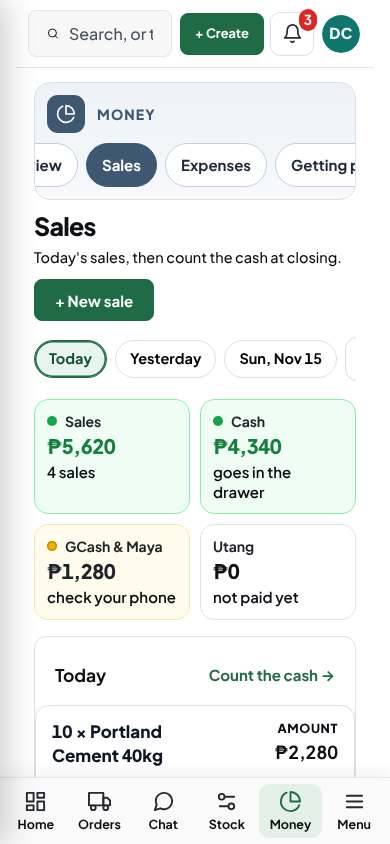 Search, or t
+ Create
3
DC
MONEY
iew
Sales
Expenses
Getting p
Sales
Today's sales, then count the cash at closing.
+ New sale
Today
Yesterday
Sun, Nov 15
Sales
₱5,620
4 sales
Cash
₱4,340
goes in the
drawer
GCash & Maya
₱1,280
check your phone
Utang
₱0
not paid yet
Today
Count the cash →
10 × Portland
Cement 40kg
AMOUNT
₱2,280
Home
Orders
Chat
Stock
Money
Menu